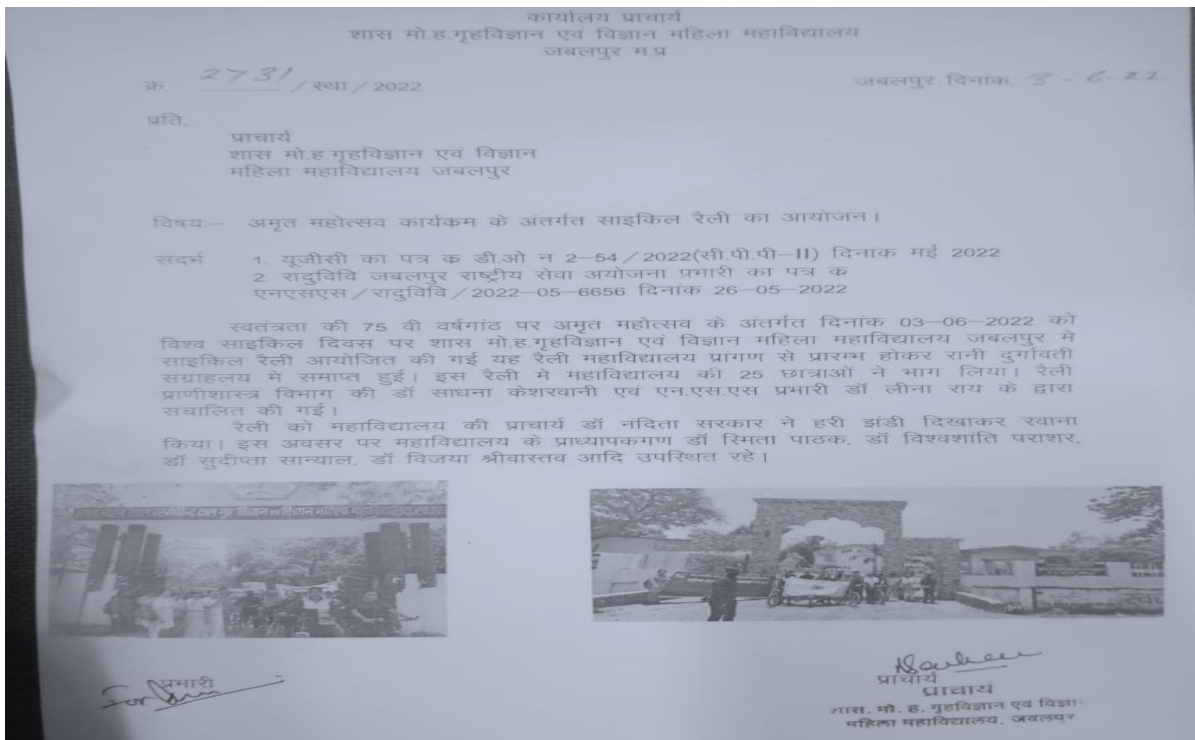 कार्यालय प्राचार्य
शास मो.ह.गृहविज्ञान एवं विज्ञान महिला महाविद्यालय
जबलपुर म.प्र
क्र 2731/स्था/2022 जबलपुर दिनांक. 3-6-22
प्रति,
प्राचार्य
शास मो.ह.गृहविज्ञान एवं विज्ञान
महिला महाविद्यालय जबलपुर
विषयः— अमृत महोत्सव कार्यकम के अंतर्गत साइकिल रैली का आयोजन।
संदर्भ 1. यूजीसी का पत्र क डी.ओ न 2-54/2022(सी.पी.पी-II) दिनांक मई 2022
2. रादुविवि जबलपुर राष्ट्रीय सेवा अयोजना प्रभारी का पत्र क
एनएसएस/रादुविवि/2022-05-6656 दिनांक 26-05-2022
स्वतंत्रता की 75 वी वर्षगांठ पर अमृत महोत्सव के अंतर्गत दिनांक 03-06-2022 को
विश्व साइकिल दिवस पर शास मो.ह.गृहविज्ञान एवं विज्ञान महिला महाविद्यालय जबलपुर मे
साइकिल रैली आयोजित की गई यह रैली महाविद्यालय प्रांगण से प्रारम्भ होकर रानी दुर्गावती
संग्राहलय मे समाप्त हुई। इस रैली मे महाविद्यालय की 25 छात्राओं ने भाग लिया। रैली
प्राणीशास्त्र विभाग की डॉ साधना केशरवानी एवं एन.एस.एस प्रभारी डॉ लीना राय के द्वारा
संचालित की गई।
रैली को महाविद्यालय की प्राचार्य डॉ नंदिता सरकार ने हरी झंडी दिखाकर रवाना
किया। इस अवसर पर महाविद्यालय के प्राध्यापकगण डॉ स्मिता पाठक, डॉ विश्वशांति पराशर,
डॉ सुदीप्ता सान्याल, डॉ विजया श्रीवास्तव आदि उपस्थित रहे।
गृह विज्ञान एवं विज्ञान महिला
प्रभारी
For
प्राचार्य
प्राचार्य
शास. मो. ह. गृहविज्ञान एवं विज्ञा
महिला महाविद्यालय, जबलपुर